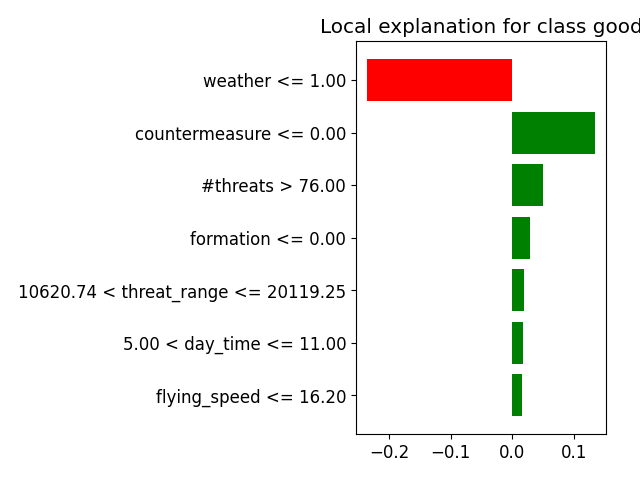 Local explanation for class good
weather <= 1.00
countermeasure <= 0.00
#threats > 76.00
formation <= 0.00
10620.74 < threat_range <= 20119.25
5.00 < day_time <= 11.00
flying_speed <= 16.20
−0.2 −0.1 0.0 0.1